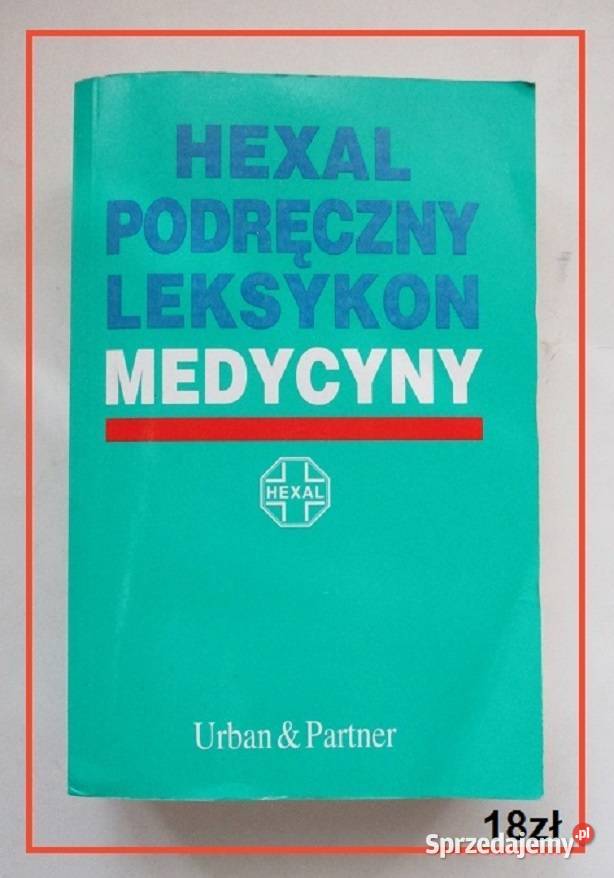 HEXAL
PODRĘCZNY
LEKSYKON
MEDYCYNY
HEXAL
Urban & Partner
18zł
Sprzedajemy.pl